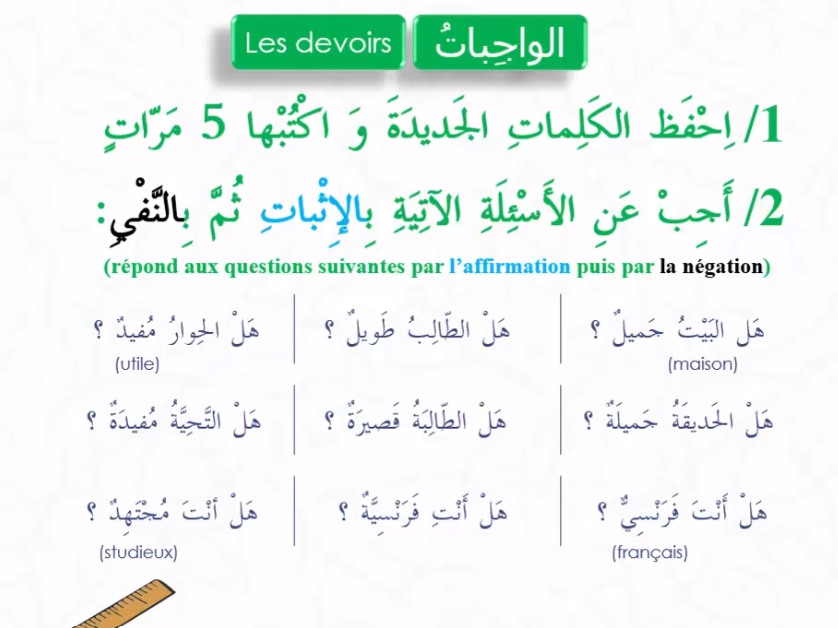 الواجِباتُ Les devoirs
1/ اِحْفَظ الكَلِماتِ الجَديدَةَ وَ اكْتُبْها 5 مَرّاتٍ
2/ أَجِبْ عَنِ الأَسْئِلَةِ الآتِيَةِ بِالإِثْباتِ ثُمَّ بِالنَّفْيِ:
(répond aux questions suivantes par l’affirmation puis par la négation)
هَل البَيْتُ جَميلٌ ؟ هَلْ الطّالِبُ طَويلٌ ؟ هَلْ الحِوارُ مُفيدٌ ؟
(maison) (utile)
هَلْ الحَديقَةُ جَميلَةٌ ؟ هَلْ الطّالِبَةُ قَصيرَةٌ ؟ هَلْ التَّحِيَّةُ مُفيدَةٌ ؟
هَلْ أَنْتَ فَرَنْسِيٌّ ؟ هَلْ أَنْتِ فَرَنْسِيَّةٌ ؟ هَلْ أنْتَ مُجْتَهِدٌ ؟
(français) (studieux)